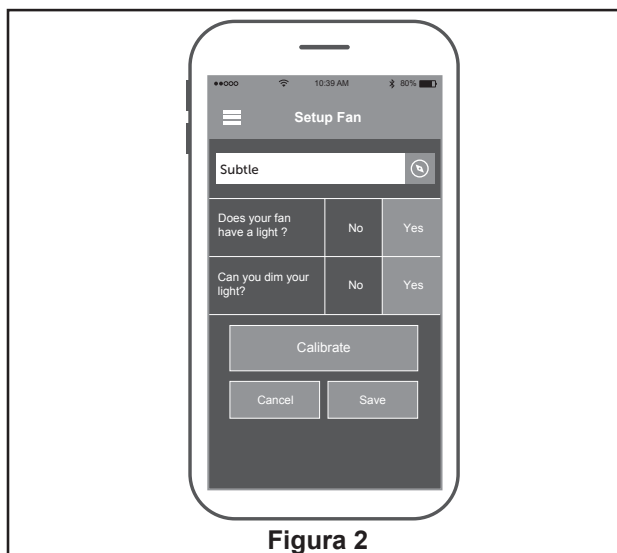 10:39 AM 80%
Setup Fan
Subtle
Does your fan
have a light ?
No
Yes
Can you dim your
light?
No
Yes
Calibrate
Cancel
Save
Figura 2